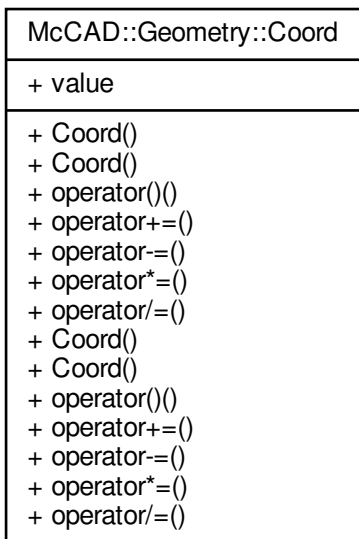 McCAD::Geometry::Coord
+ value
+ Coord()
+ Coord()
+ operator()()
+ operator+=()
+ operator-=()
+ operator*=()
+ operator/=()
+ Coord()
+ Coord()
+ operator()()
+ operator+=()
+ operator-=()
+ operator*=()
+ operator/=()